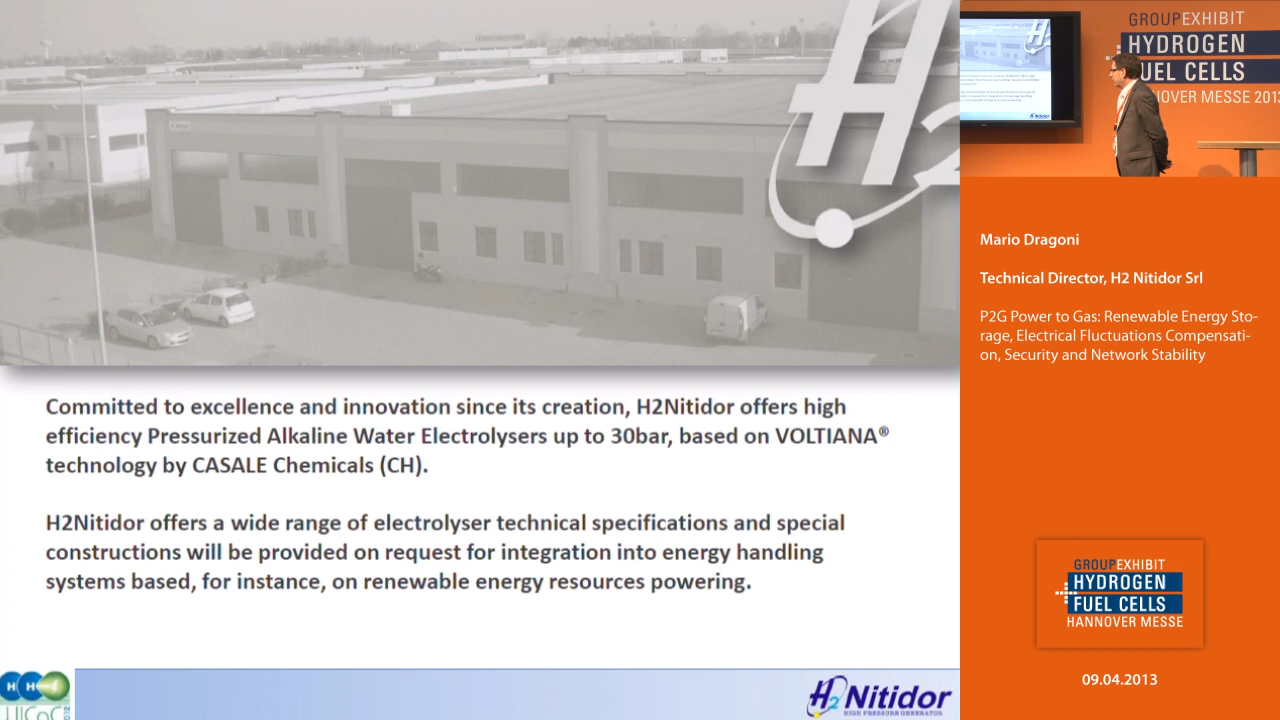 H2
Committed to excellence and innovation since its creation, H2Nitidor offers high
efficiency Pressurized Alkaline Water Electrolysers up to 30bar, based on VOLTIANA®
technology by CASALE Chemicals (CH).
H2Nitidor offers a wide range of electrolyser technical specifications and special
constructions will be provided on request for integration into energy handling
systems based, for instance, on renewable energy resources powering.
H2Nitidor
HIGH PRESSURE GENERATOR
GROUPEXHIBIT
HYDROGEN
FUEL CELLS
HANNOVER MESSE 2013
Mario Dragoni
Technical Director, H2 Nitidor Srl
P2G Power to Gas: Renewable Energy Sto-
rage, Electrical Fluctuations Compensati-
on, Security and Network Stability
GROUPEXHIBIT
HYDROGEN
FUEL CELLS
HANNOVER MESSE
09.04.2013